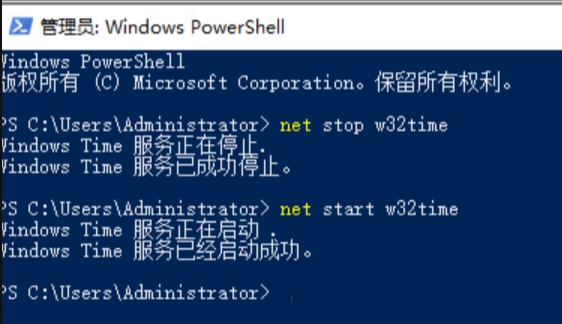 管理员: Windows PowerShell
Windows PowerShell
版权所有 (C) Microsoft Corporation。保留所有权利。
PS C:\Users\Administrator> net stop w32time
Windows Time 服务正在停止.
Windows Time 服务已成功停止。
PS C:\Users\Administrator> net start w32time
Windows Time 服务正在启动 .
Windows Time 服务已经启动成功。
PS C:\Users\Administrator>